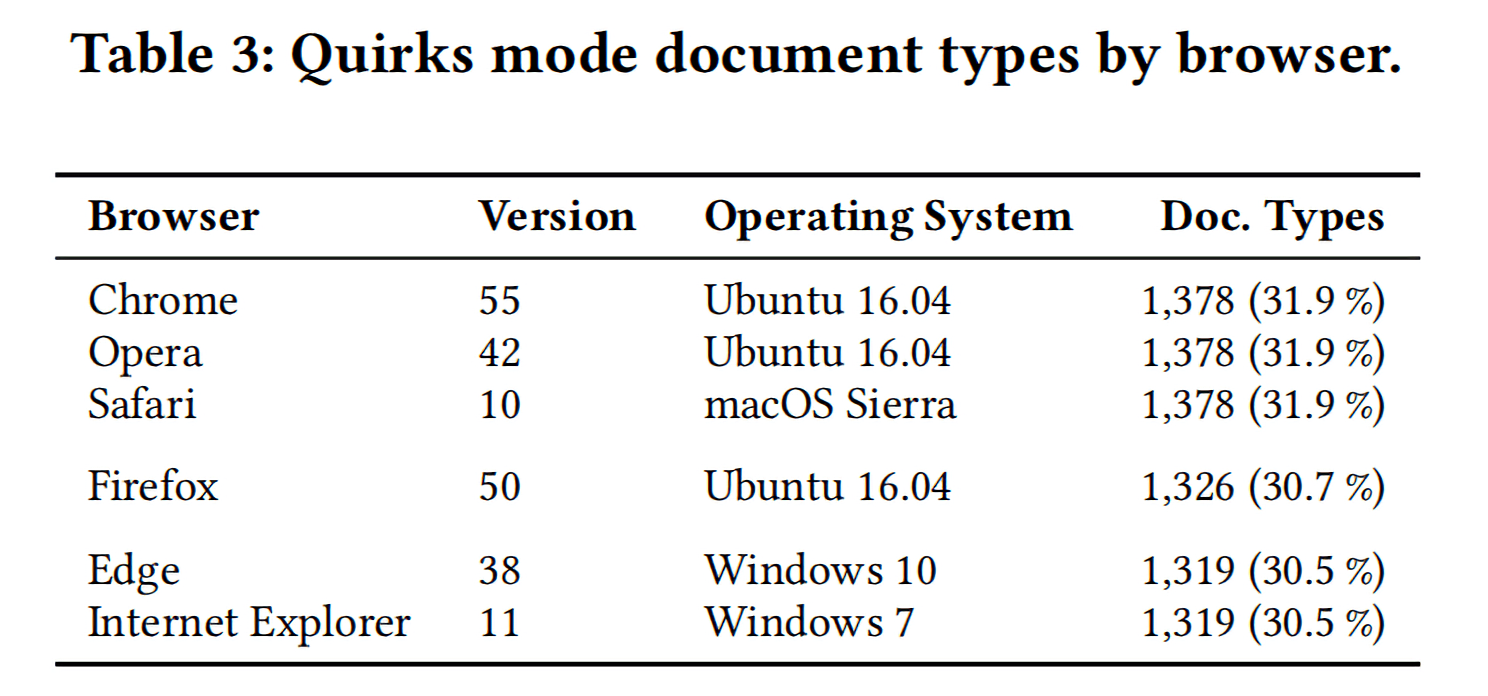 Table 3: Quirks mode document types by browser.
Browser Version Operating System Doc. Types
Chrome 55 Ubuntu 16.04 1,378 (31.9 %)
Opera 42 Ubuntu 16.04 1,378 (31.9 %)
Safari 10 macOS Sierra 1,378 (31.9 %)
Firefox 50 Ubuntu 16.04 1,326 (30.7 %)
Edge 38 Windows 10 1,319 (30.5 %)
Internet Explorer 11 Windows 7 1,319 (30.5 %)